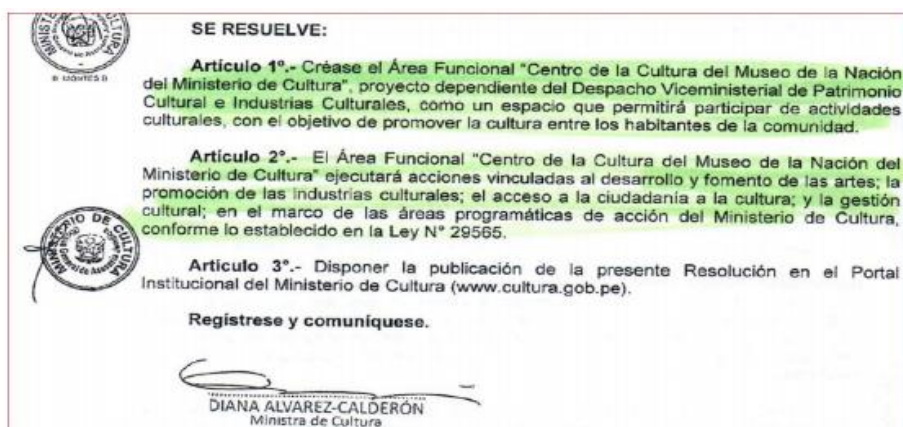 SE RESUELVE:
Artículo 1º.- Créase el Área Funcional "Centro de la Cultura del Museo de la Nación
del Ministerio de Cultura", proyecto dependiente del Despacho Viceministerial de Patrimonio
Cultural e Industrias Culturales, como un espacio que permitirá participar de actividades
culturales, con el objetivo de promover la cultura entre los habitantes de la comunidad.
Artículo 2º.- El Área Funcional "Centro de la Cultura del Museo de la Nación del
Ministerio de Cultura" ejecutará acciones vinculadas al desarrollo y fomento de las artes; la
promoción de las industrias culturales; el acceso a la ciudadanía a la cultura; y la gestión
cultural; en el marco de las áreas programáticas de acción del Ministerio de Cultura,
conforme lo establecido en la Ley N° 29565.
MINISTERIO DE CULTURA
Artículo 3º.- Disponer la publicación de la presente Resolución en el Portal
Institucional del Ministerio de Cultura (www.cultura.gob.pe).
Regístrese y comuníquese.
DIANA ALVAREZ-CALDERÓN
Ministra de Cultura